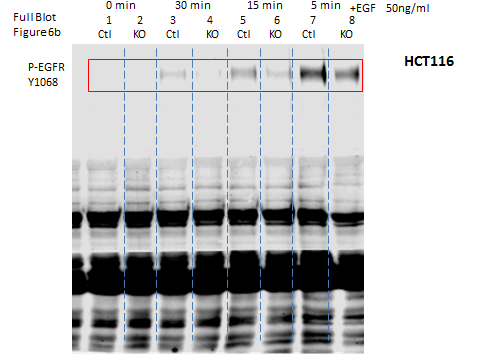 0 min 30 min 15 min 5 min +EGF 50ng/ml
Full Blot 1 2 3 4 5 6 7 8
Figure6b Ctl KO Ctl KO Ctl KO Ctl KO
HCT116
P-EGFR
Y1068